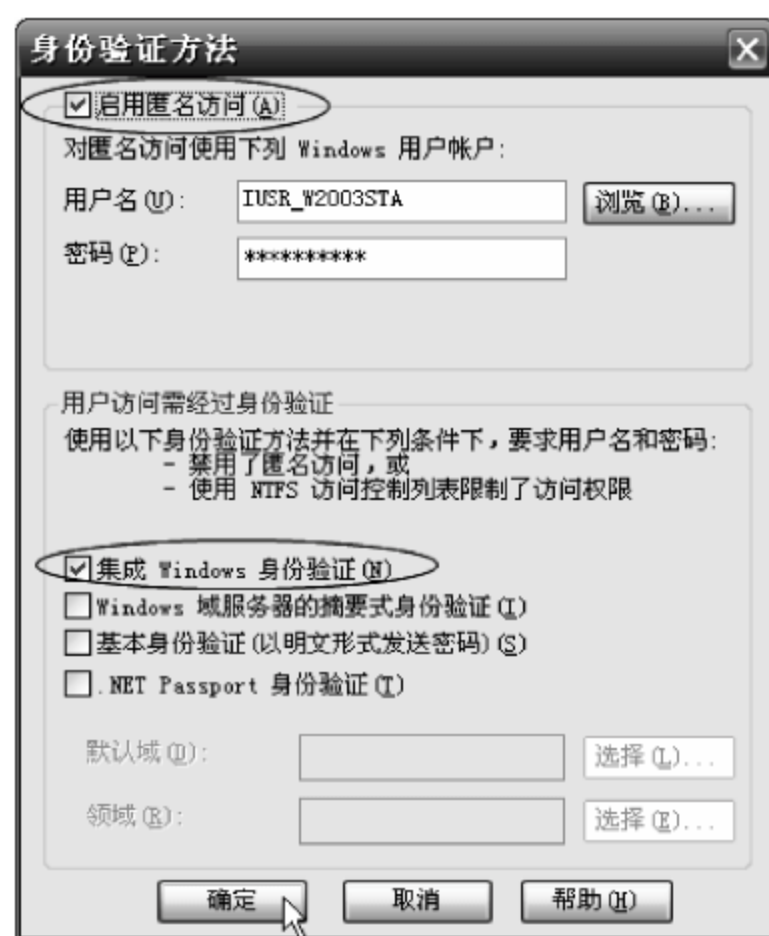 身份验证方法
启用匿名访问(A)
对匿名访问使用下列 Windows 用户帐户:
用户名(U): IUSR_W2003STA 浏览(B)...
密码(P): **********
用户访问需经过身份验证
使用以下身份验证方法并在下列条件下,要求用户名和密码:
- 禁用了匿名访问,或
- 使用 NTFS 访问控制列表限制了访问权限
集成 Windows 身份验证(N)
Windows 域服务器的摘要式身份验证(I)
基本身份验证(以明文形式发送密码)(S)
.NET Passport 身份验证(T)
默认域(D): 选择(L)...
领域(R): 选择(E)...
确定 取消 帮助(H)